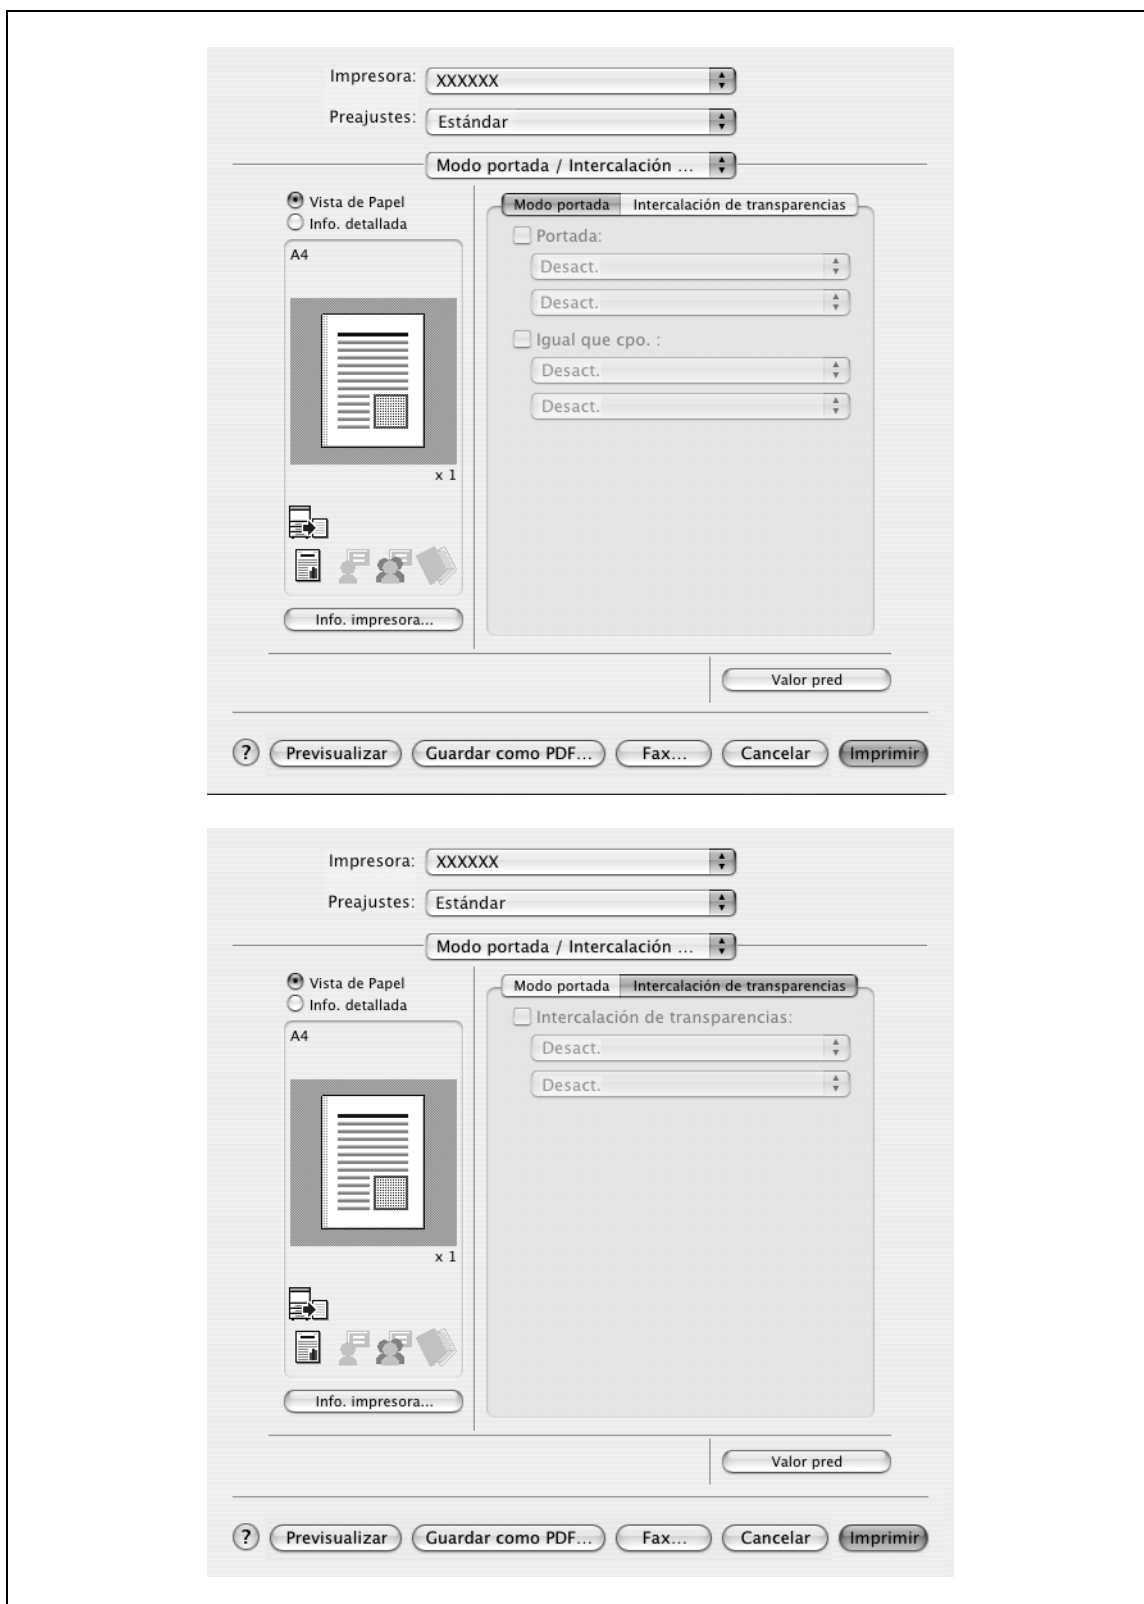 Impresora: XXXXXX
Preajustes: Estándar
Modo portada / Intercalación ...
Vista de Papel
Info. detallada
A4
x 1
Info. impresora...
Modo portada Intercalación de transparencias
Portada:
Desact.
Desact.
Igual que cpo. :
Desact.
Desact.
Valor pred
? Previsualizar Guardar como PDF... Fax... Cancelar Imprimir
Impresora: XXXXXX
Preajustes: Estándar
Modo portada / Intercalación ...
Vista de Papel
Info. detallada
A4
x 1
Info. impresora...
Modo portada Intercalación de transparencias
Intercalación de transparencias:
Desact.
Desact.
Valor pred
? Previsualizar Guardar como PDF... Fax... Cancelar Imprimir